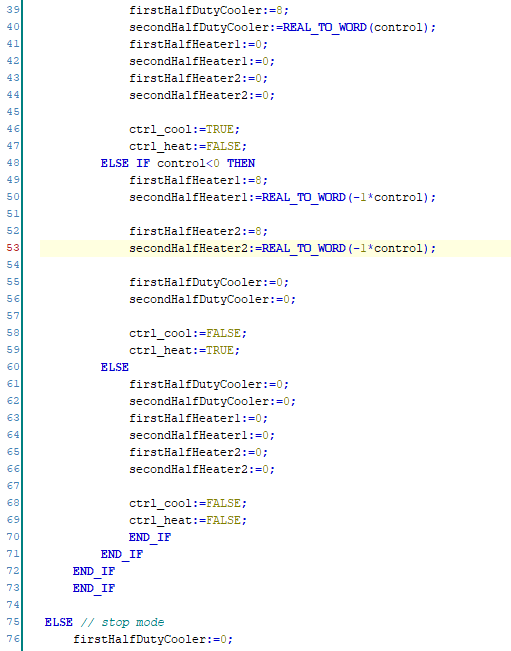 39 firstHalfDutyCooler:=8;
40 secondHalfDutyCooler:=REAL_TO_WORD(control);
41 firstHalfHeater1:=0;
42 secondHalfHeater1:=0;
43 firstHalfHeater2:=0;
44 secondHalfHeater2:=0;
45
46 ctrl_cool:=TRUE;
47 ctrl_heat:=FALSE;
48 ELSE IF control<0 THEN
49 firstHalfHeater1:=8;
50 secondHalfHeater1:=REAL_TO_WORD(-1*control);
51
52 firstHalfHeater2:=8;
53 secondHalfHeater2:=REAL_TO_WORD(-1*control);
54
55 firstHalfDutyCooler:=0;
56 secondHalfDutyCooler:=0;
57
58 ctrl_cool:=FALSE;
59 ctrl_heat:=TRUE;
60 ELSE
61 firstHalfDutyCooler:=0;
62 secondHalfDutyCooler:=0;
63 firstHalfHeater1:=0;
64 secondHalfHeater1:=0;
65 firstHalfHeater2:=0;
66 secondHalfHeater2:=0;
67
68 ctrl_cool:=FALSE;
69 ctrl_heat:=FALSE;
70 END_IF
71 END_IF
72 END_IF
73 END_IF
74
75 ELSE // stop mode
76 firstHalfDutyCooler:=0;